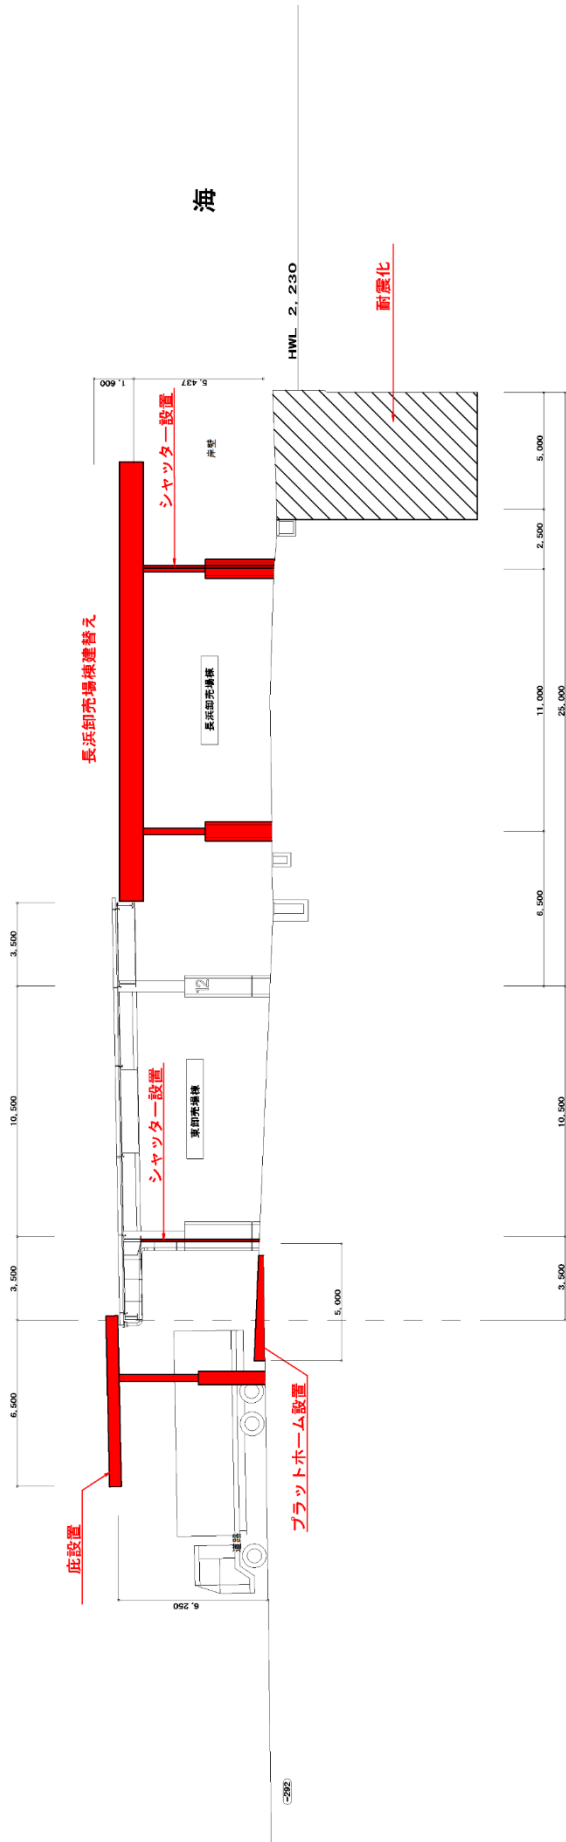 3,500
10,500
3,500
6,500
庇設置
長浜卸売場棟建替え
1,600
5,437
シャッター設置
岸壁
海
HWL 2,230
耐震化
長浜卸売場棟
12
東卸売場棟
シャッター設置
道路
6,250
プラットホーム設置
5,000
-292
5,000
2,500
11,000
6,500
25,000
10,500
3,500